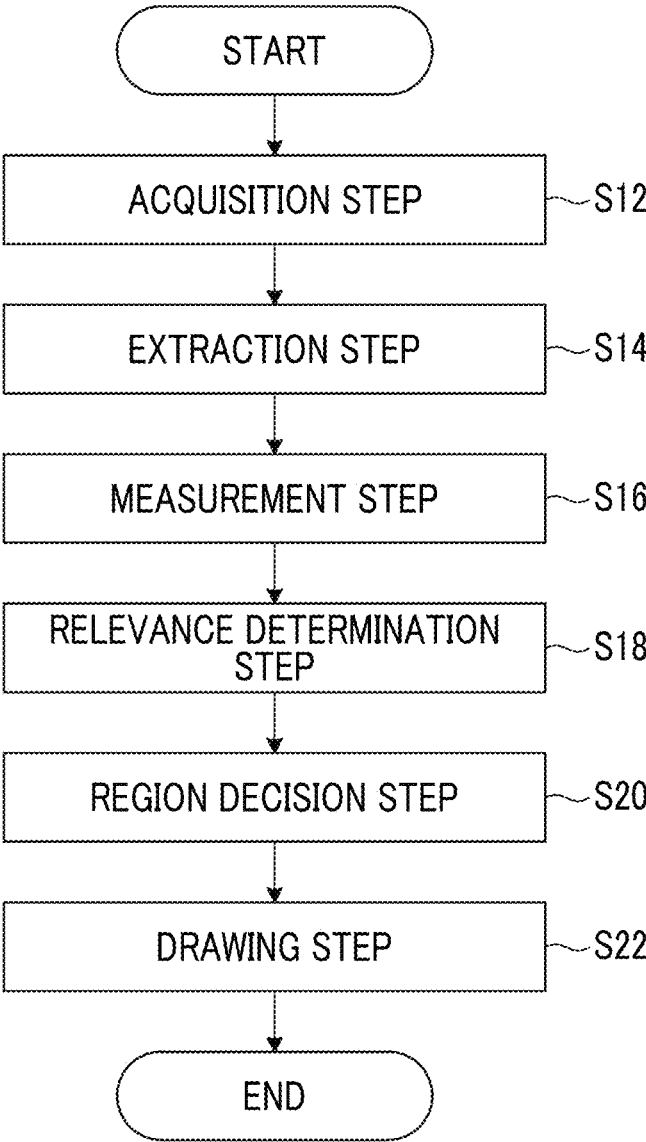 START
ACQUISITION STEP
S12
EXTRACTION STEP
S14
MEASUREMENT STEP
S16
RELEVANCE DETERMINATION
STEP
S18
REGION DECISION STEP
S20
DRAWING STEP
S22
END